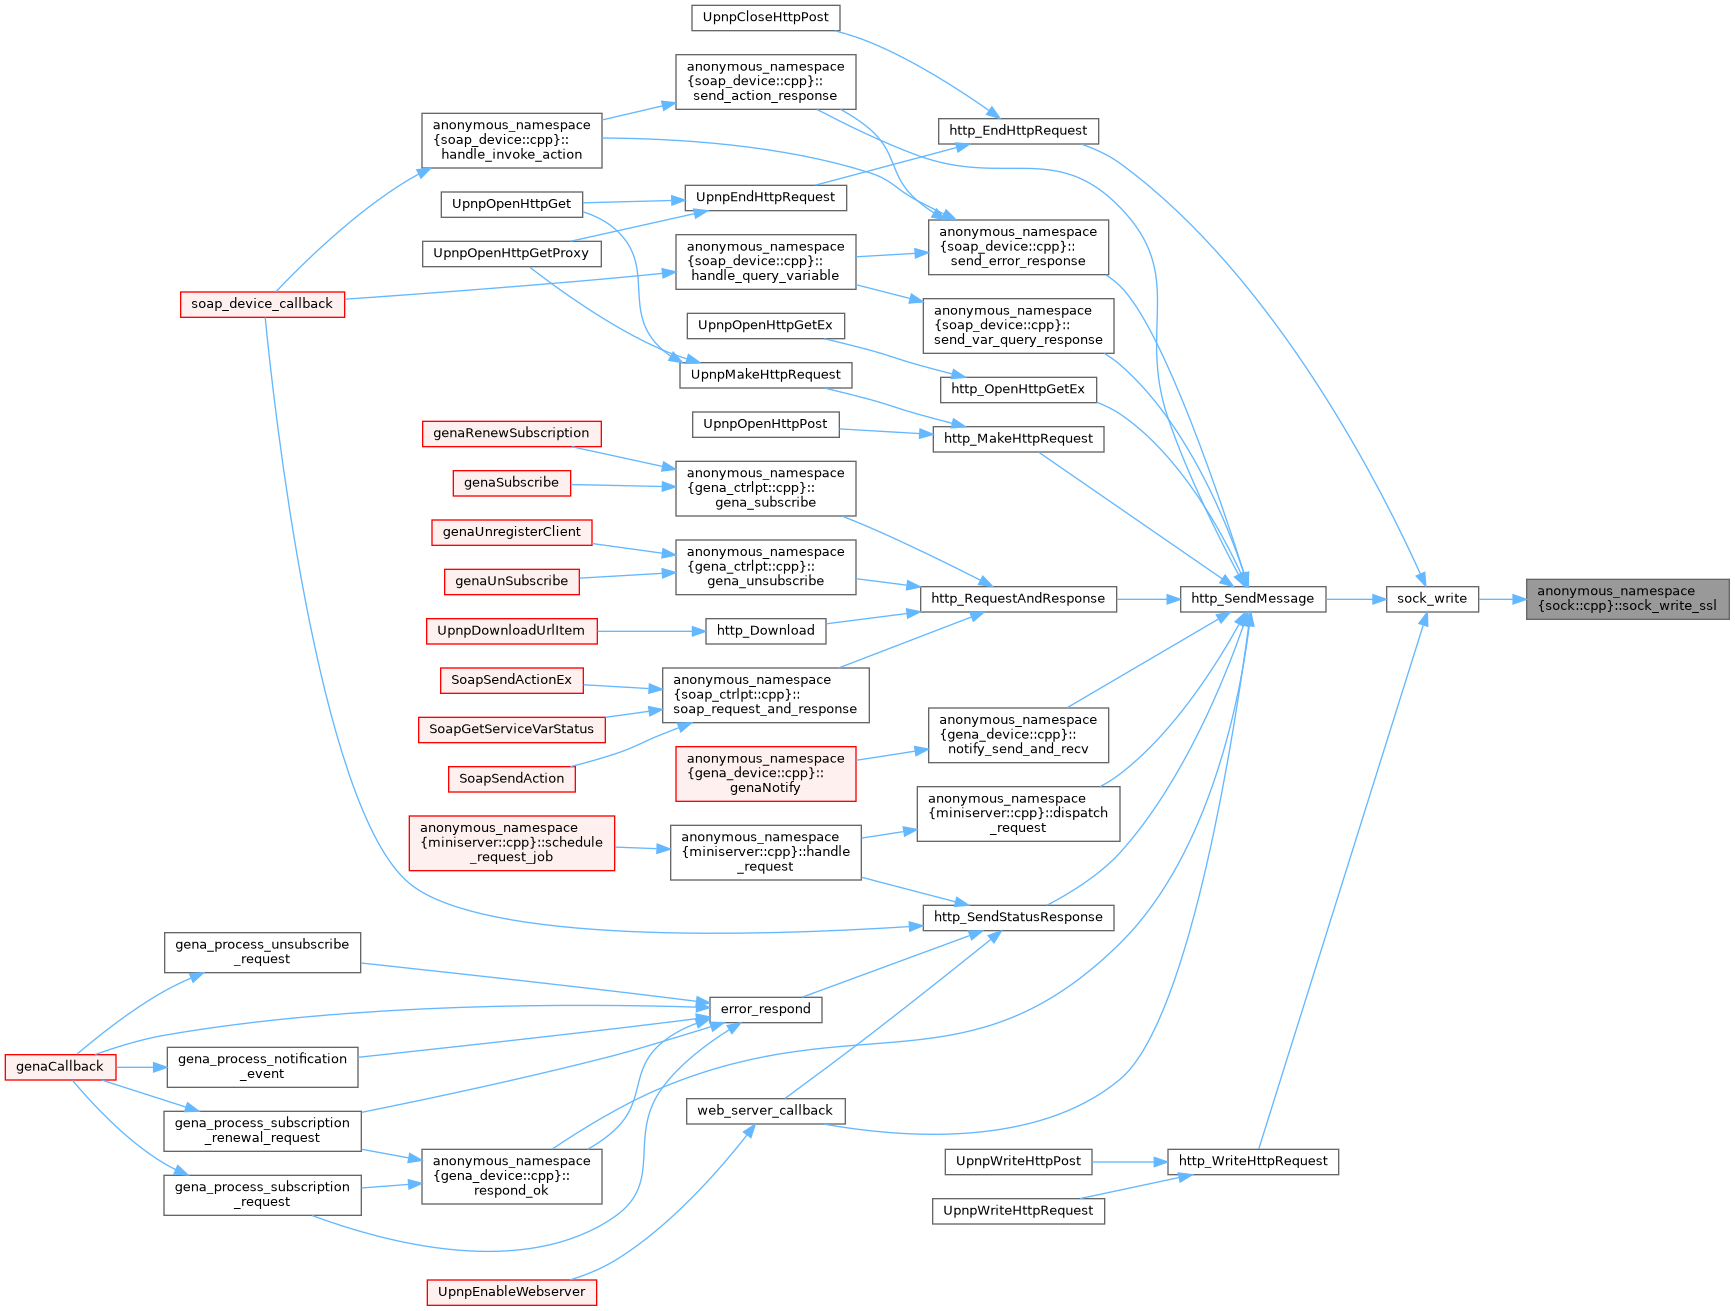 UpnpCloseHttpPost
anonymous_namespace
{soap_device::cpp}::
send_action_response
anonymous_namespace
{soap_device::cpp}::
handle_invoke_action
http_EndHttpRequest
UpnpOpenHttpGet
UpnpEndHttpRequest
UpnpOpenHttpGetProxy
anonymous_namespace
{soap_device::cpp}::
handle_query_variable
anonymous_namespace
{soap_device::cpp}::
send_error_response
soap_device_callback
UpnpOpenHttpGetEx
anonymous_namespace
{soap_device::cpp}::
send_var_query_response
UpnpMakeHttpRequest
http_OpenHttpGetEx
genaRenewSubscription
UpnpOpenHttpPost
http_MakeHttpRequest
genaSubscribe
anonymous_namespace
{gena_ctrlpt::cpp}::
gena_subscribe
genaUnregisterClient
genaUnSubscribe
anonymous_namespace
{gena_ctrlpt::cpp}::
gena_unsubscribe
http_RequestAndResponse
http_SendMessage
sock_write
anonymous_namespace
{sock::cpp}::sock_write_ssl
UpnpDownloadUrlItem
http_Download
SoapSendActionEx
anonymous_namespace
{soap_ctrlpt::cpp}::
soap_request_and_response
SoapGetServiceVarStatus
SoapSendAction
anonymous_namespace
{gena_device::cpp}::
notify_send_and_recv
anonymous_namespace
{gena_device::cpp}::
genaNotify
anonymous_namespace
{miniserver::cpp}::dispatch
_request
anonymous_namespace
{miniserver::cpp}::schedule
_request_job
anonymous_namespace
{miniserver::cpp}::handle
_request
http_SendStatusResponse
gena_process_unsubscribe
_request
error_respond
genaCallback
gena_process_notification
_event
gena_process_subscription
_renewal_request
web_server_callback
gena_process_subscription
_request
anonymous_namespace
{gena_device::cpp}::
respond_ok
UpnpWriteHttpPost
http_WriteHttpRequest
UpnpWriteHttpRequest
UpnpEnableWebserver